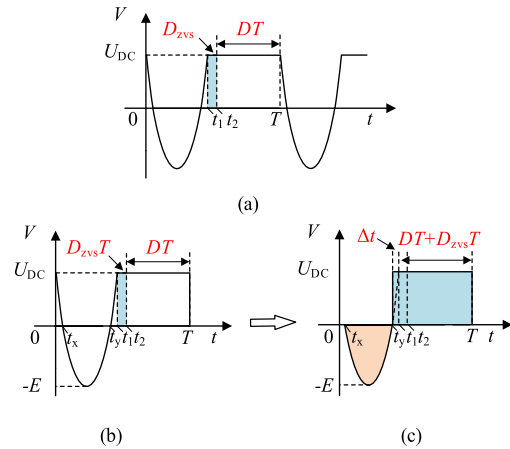 V
D_zvs DT
U_DC
0 t_1 t_2 T t
(a)
V
D_zvs T DT
U_DC
0 t_x t_y t_1 t_2 T t
-E
(b)
V
Δt DT+D_zvs T
U_DC
0 t_x t_y t_1 t_2 T t
-E
(c)